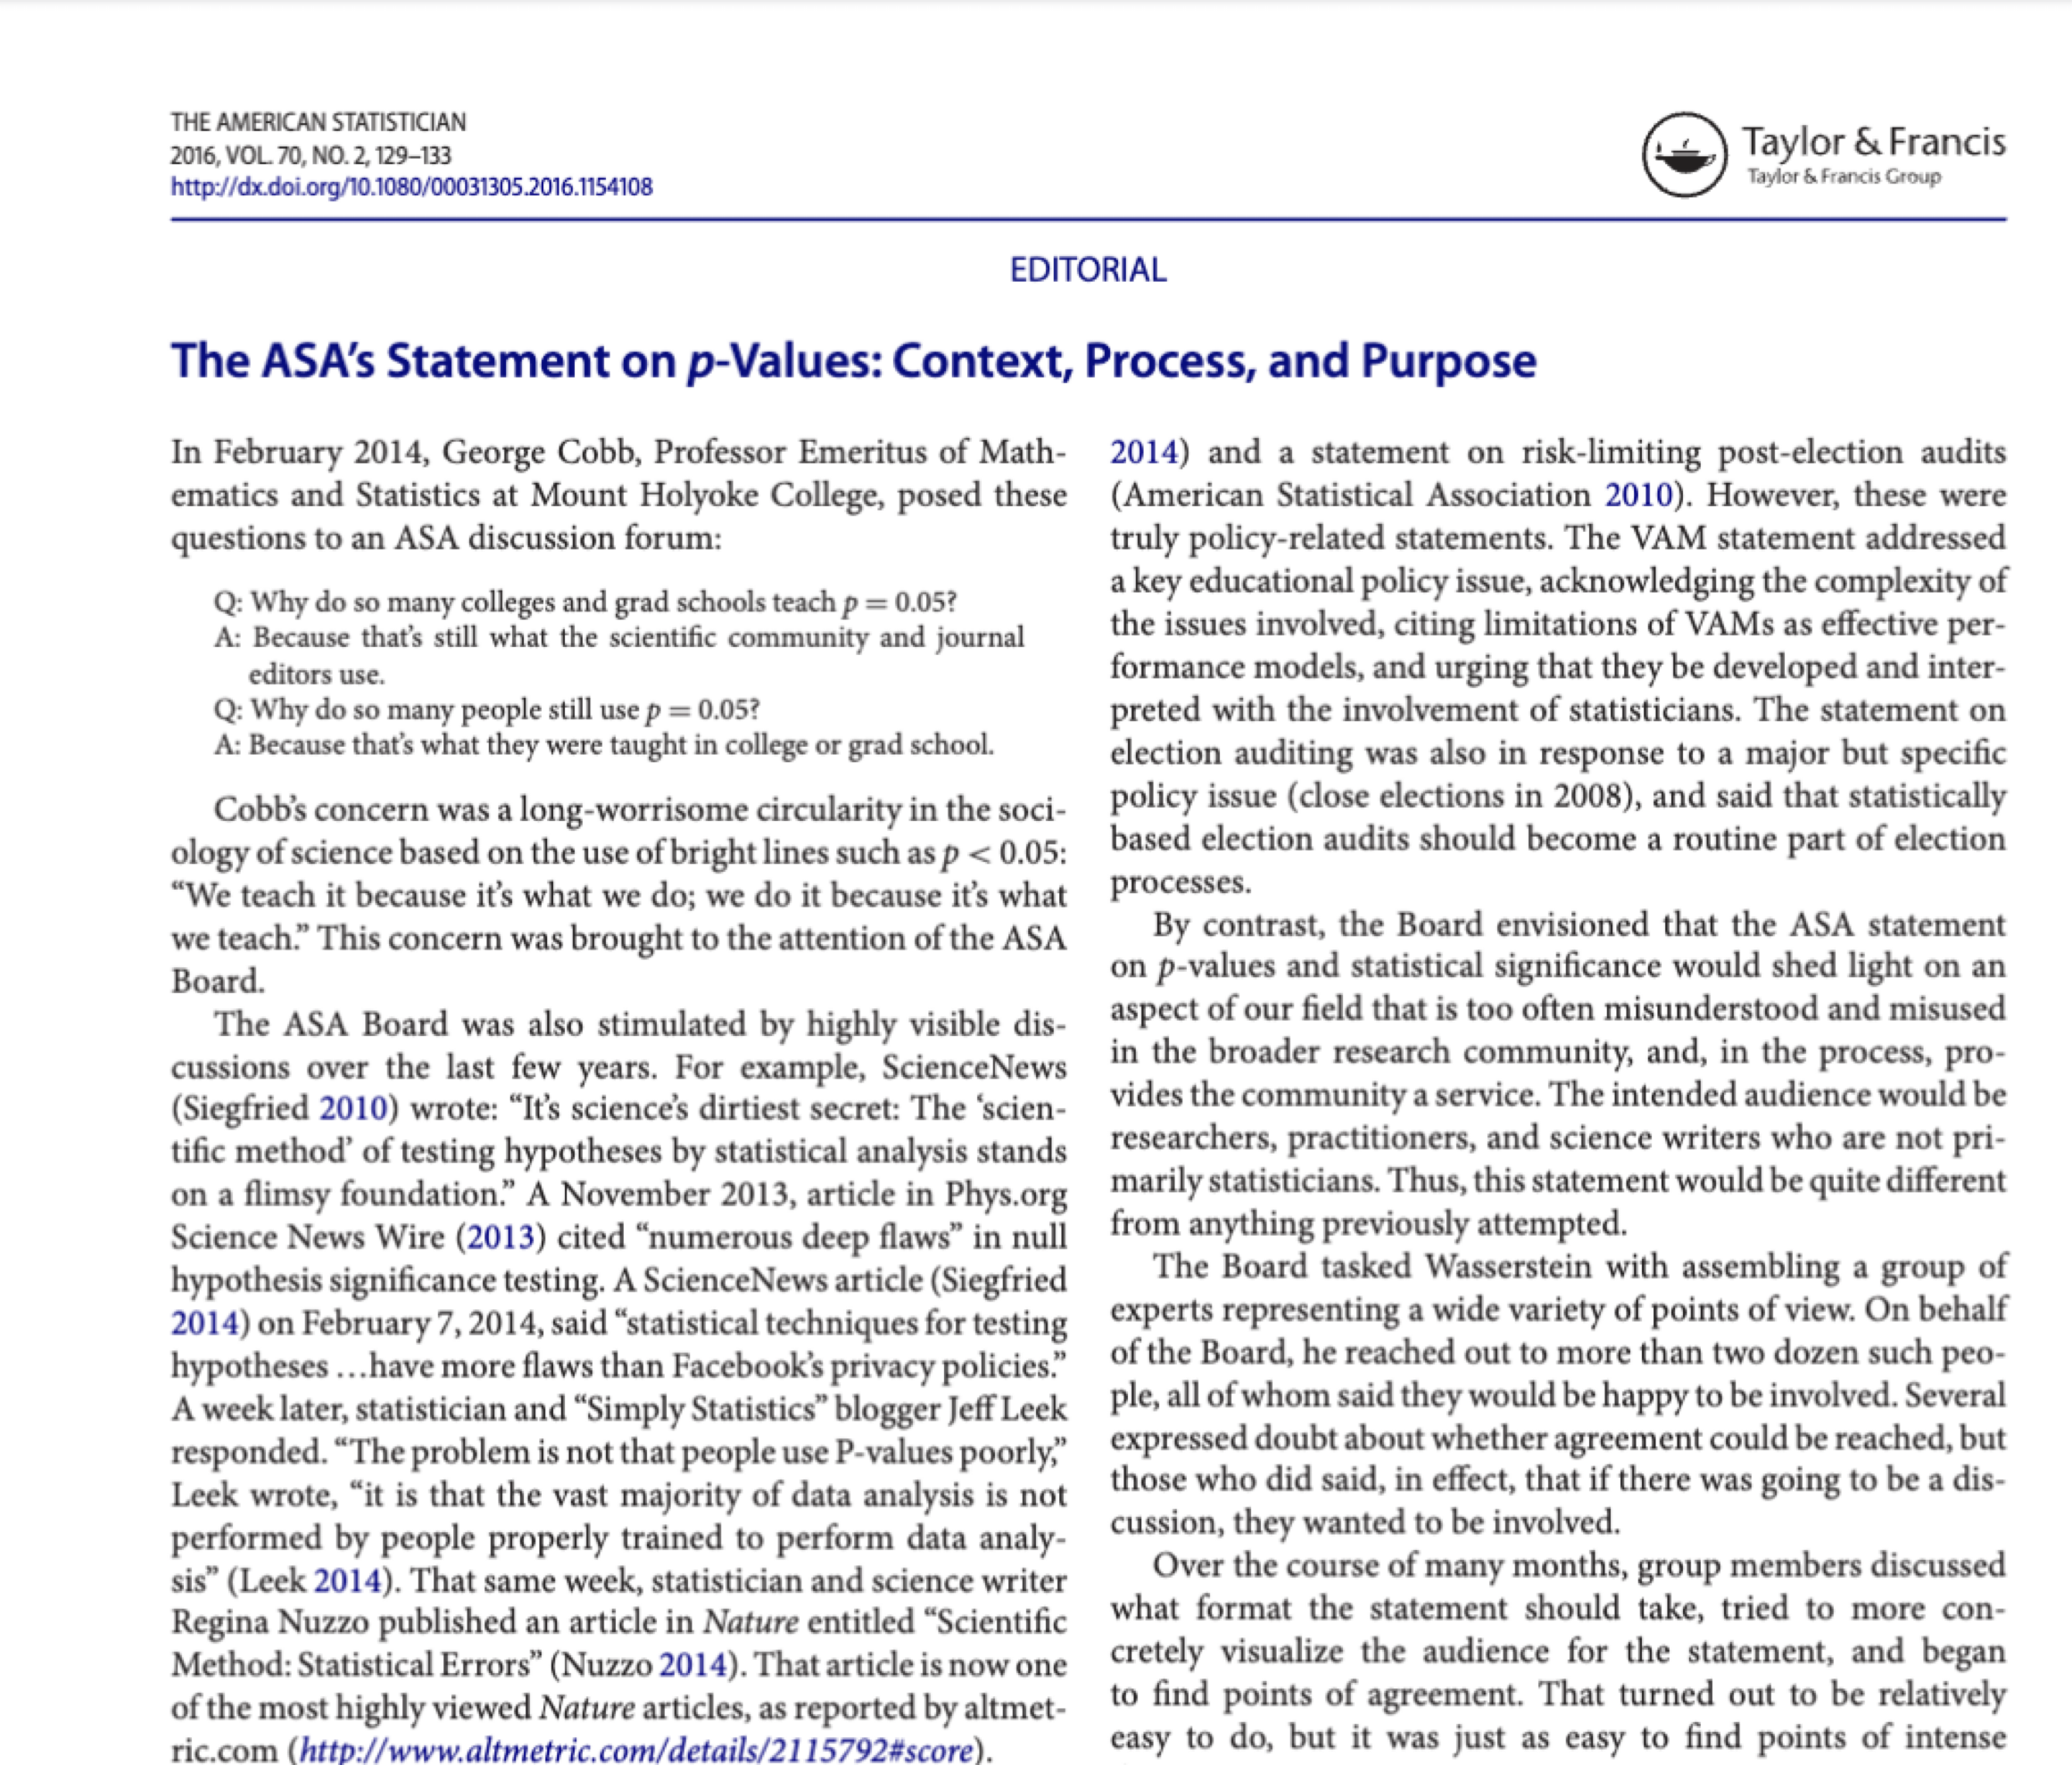 THE AMERICAN STATISTICIAN
2016, VOL. 70, NO. 2, 129–133
http://dx.doi.org/10.1080/00031305.2016.1154108
Taylor & Francis
Taylor & Francis Group
EDITORIAL
The ASA’s Statement on p-Values: Context, Process, and Purpose
In February 2014, George Cobb, Professor Emeritus of Math-
ematics and Statistics at Mount Holyoke College, posed these
questions to an ASA discussion forum:
Q: Why do so many colleges and grad schools teach p = 0.05?
A: Because that’s still what the scientific community and journal
editors use.
Q: Why do so many people still use p = 0.05?
A: Because that’s what they were taught in college or grad school.
Cobb’s concern was a long-worrisome circularity in the soci-
ology of science based on the use of bright lines such as p < 0.05:
“We teach it because it’s what we do; we do it because it’s what
we teach.” This concern was brought to the attention of the ASA
Board.
The ASA Board was also stimulated by highly visible dis-
cussions over the last few years. For example, ScienceNews
(Siegfried 2010) wrote: “It’s science’s dirtiest secret: The ‘scien-
tific method’ of testing hypotheses by statistical analysis stands
on a flimsy foundation.” A November 2013, article in Phys.org
Science News Wire (2013) cited “numerous deep flaws” in null
hypothesis significance testing. A ScienceNews article (Siegfried
2014) on February 7, 2014, said “statistical techniques for testing
hypotheses …have more flaws than Facebook’s privacy policies.”
A week later, statistician and “Simply Statistics” blogger Jeff Leek
responded. “The problem is not that people use P-values poorly,”
Leek wrote, “it is that the vast majority of data analysis is not
performed by people properly trained to perform data analy-
sis” (Leek 2014). That same week, statistician and science writer
Regina Nuzzo published an article in Nature entitled “Scientific
Method: Statistical Errors” (Nuzzo 2014). That article is now one
of the most highly viewed Nature articles, as reported by altmet-
ric.com (http://www.altmetric.com/details/2115792#score).
2014) and a statement on risk-limiting post-election audits
(American Statistical Association 2010). However, these were
truly policy-related statements. The VAM statement addressed
a key educational policy issue, acknowledging the complexity of
the issues involved, citing limitations of VAMs as effective per-
formance models, and urging that they be developed and inter-
preted with the involvement of statisticians. The statement on
election auditing was also in response to a major but specific
policy issue (close elections in 2008), and said that statistically
based election audits should become a routine part of election
processes.
By contrast, the Board envisioned that the ASA statement
on p-values and statistical significance would shed light on an
aspect of our field that is too often misunderstood and misused
in the broader research community, and, in the process, pro-
vides the community a service. The intended audience would be
researchers, practitioners, and science writers who are not pri-
marily statisticians. Thus, this statement would be quite different
from anything previously attempted.
The Board tasked Wasserstein with assembling a group of
experts representing a wide variety of points of view. On behalf
of the Board, he reached out to more than two dozen such peo-
ple, all of whom said they would be happy to be involved. Several
expressed doubt about whether agreement could be reached, but
those who did said, in effect, that if there was going to be a dis-
cussion, they wanted to be involved.
Over the course of many months, group members discussed
what format the statement should take, tried to more con-
cretely visualize the audience for the statement, and began
to find points of agreement. That turned out to be relatively
easy to do, but it was just as easy to find points of intense